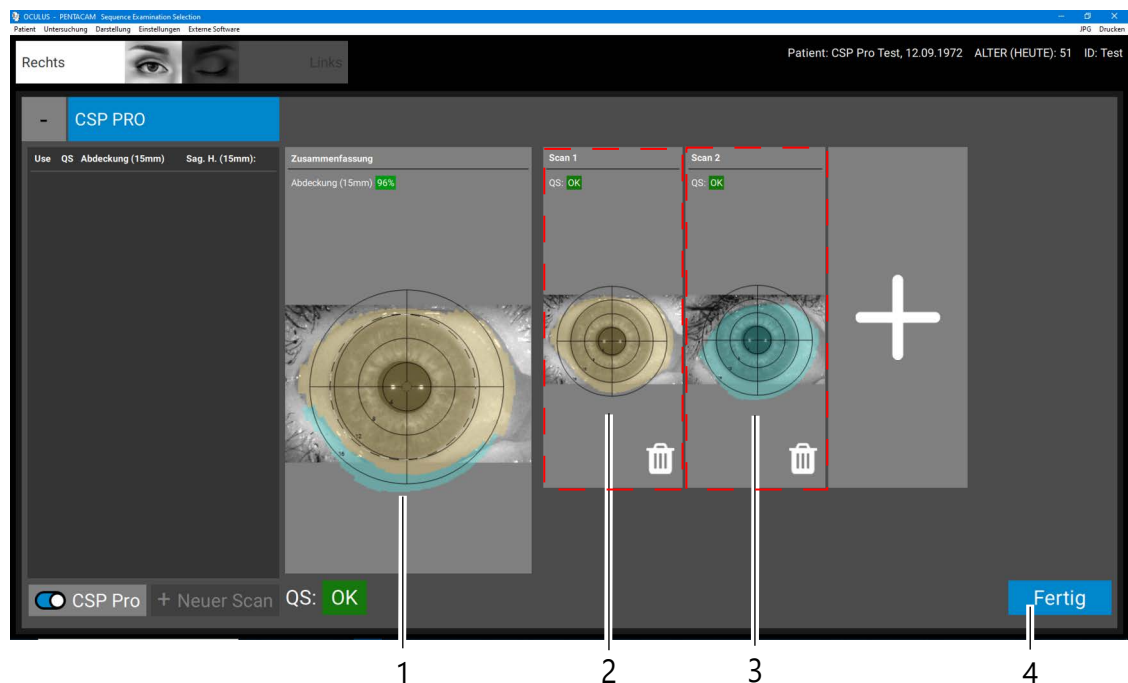 OCULUS - PENTACAM Sequence Examination Selection
Patient Untersuchung Darstellung Einstellungen Externe Software JPG Drucken
Rechts Links Patient: CSP Pro Test, 12.09.1972 ALTER (HEUTE): 51 ID: Test
- CSP PRO
Use QS Abdeckung (15mm) Sag. H. (15mm):
Zusammenfassung
Abdeckung (15mm) 96%
Scan 1
QS: OK
Scan 2
QS: OK
CSP Pro + Neuer Scan QS: OK Fertig
1 2 3 4